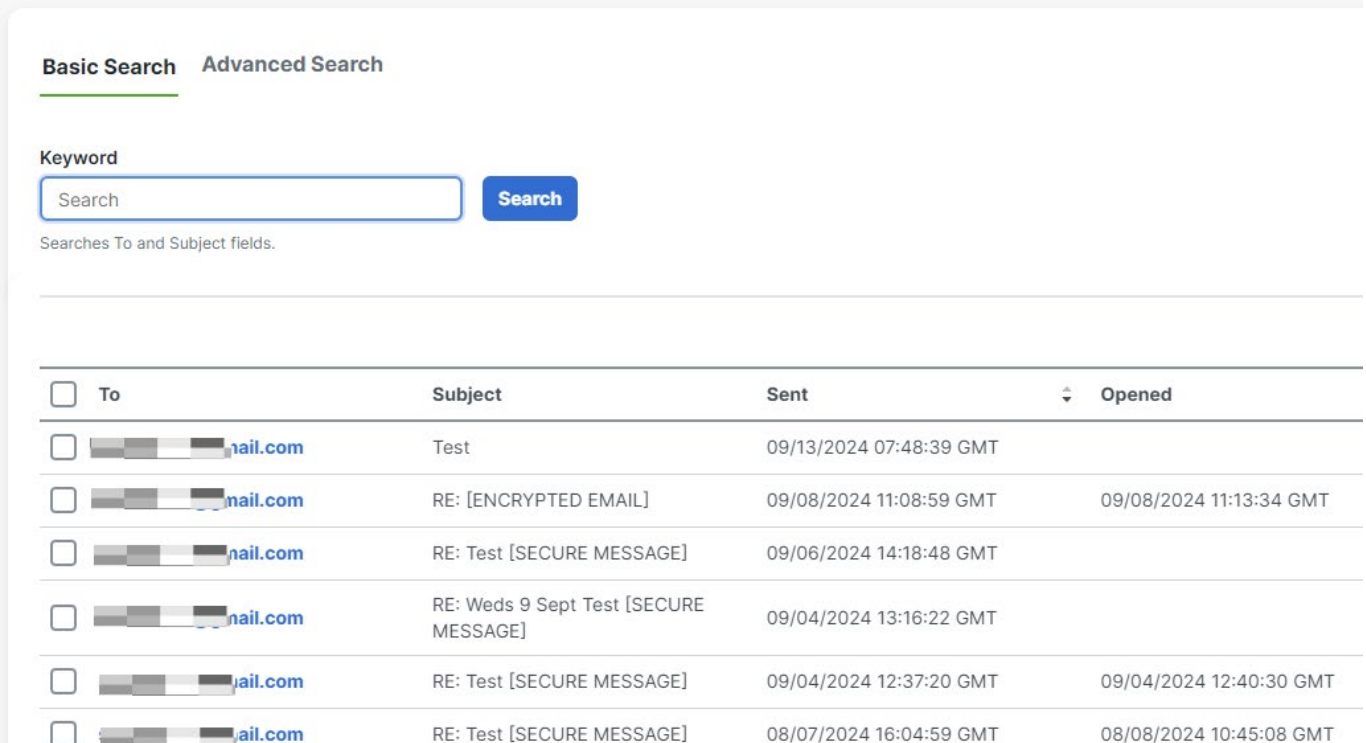 Basic Search Advanced Search
Keyword
Search Search
Searches To and Subject fields.
To Subject Sent Opened
ail.com Test 09/13/2024 07:48:39 GMT
mail.com RE: [ENCRYPTED EMAIL] 09/08/2024 11:08:59 GMT 09/08/2024 11:13:34 GMT
ail.com RE: Test [SECURE MESSAGE] 09/06/2024 14:18:48 GMT
mail.com RE: Weds 9 Sept Test [SECURE
MESSAGE] 09/04/2024 13:16:22 GMT
ail.com RE: Test [SECURE MESSAGE] 09/04/2024 12:37:20 GMT 09/04/2024 12:40:30 GMT
ail.com RE: Test [SECURE MESSAGE] 08/07/2024 16:04:59 GMT 08/08/2024 10:45:08 GMT